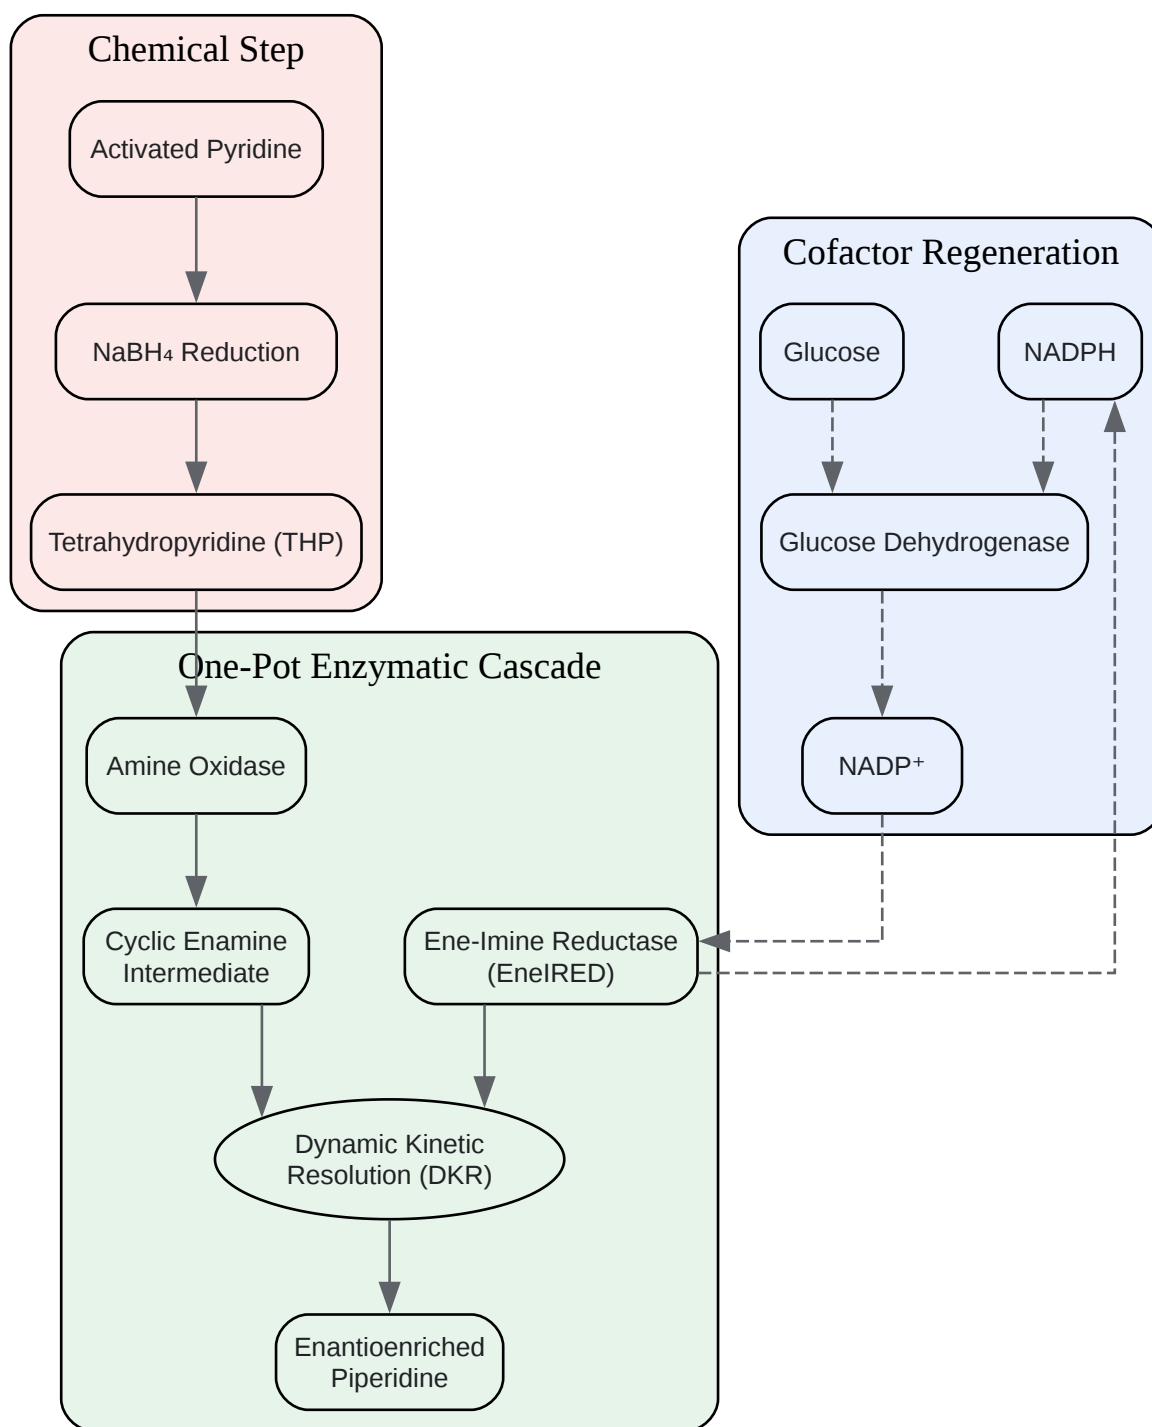 Chemical Step
Activated Pyridine
NaBH₄ Reduction
Tetrahydropyridine (THP)
Cofactor Regeneration
Glucose
NADPH
Glucose Dehydrogenase
NADP⁺
One-Pot Enzymatic Cascade
Amine Oxidase
Cyclic Enamine
Intermediate
Ene-Imine Reductase
(EneIRED)
Dynamic Kinetic
Resolution (DKR)
Enantioenriched
Piperidine